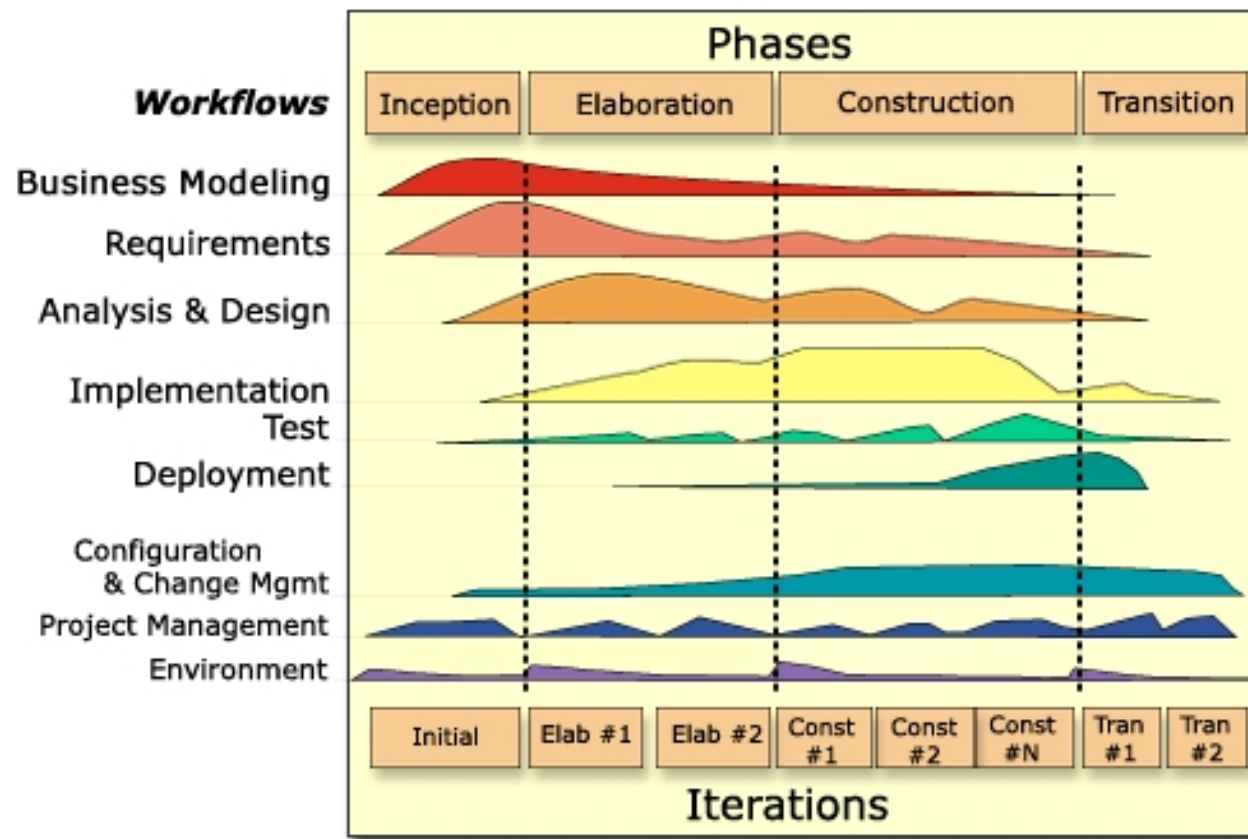 Phases
Workflows
Inception
Elaboration
Construction
Transition
Business Modeling
Requirements
Analysis & Design
Implementation
Test
Deployment
Configuration
& Change Mgmt
Project Management
Environment
Initial
Elab #1
Elab #2
Const
#1
Const
#2
Const
#N
Tran
#1
Tran
#2
Iterations